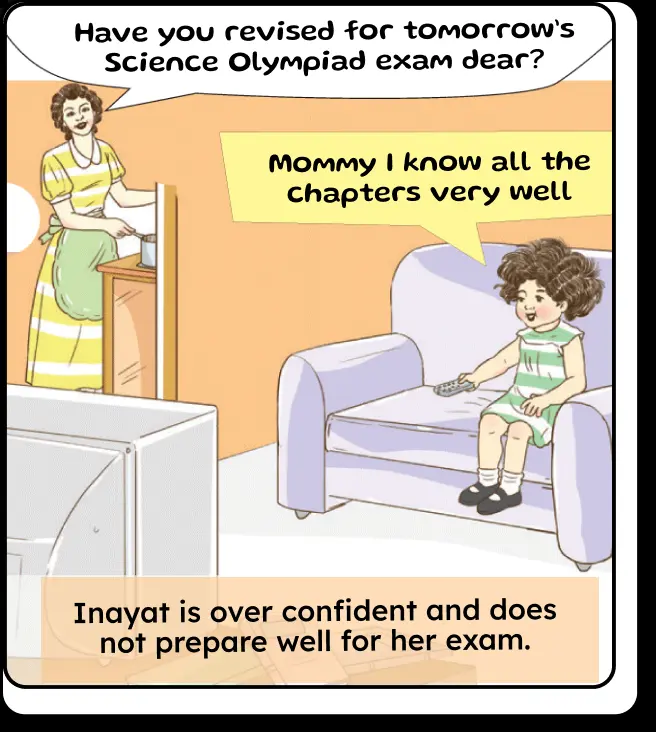 Have you revised for tomorrow's
Science Olympiad exam dear?
Mommy I know all the
chapters very well
Inayat is over confident and does
not prepare well for her exam.